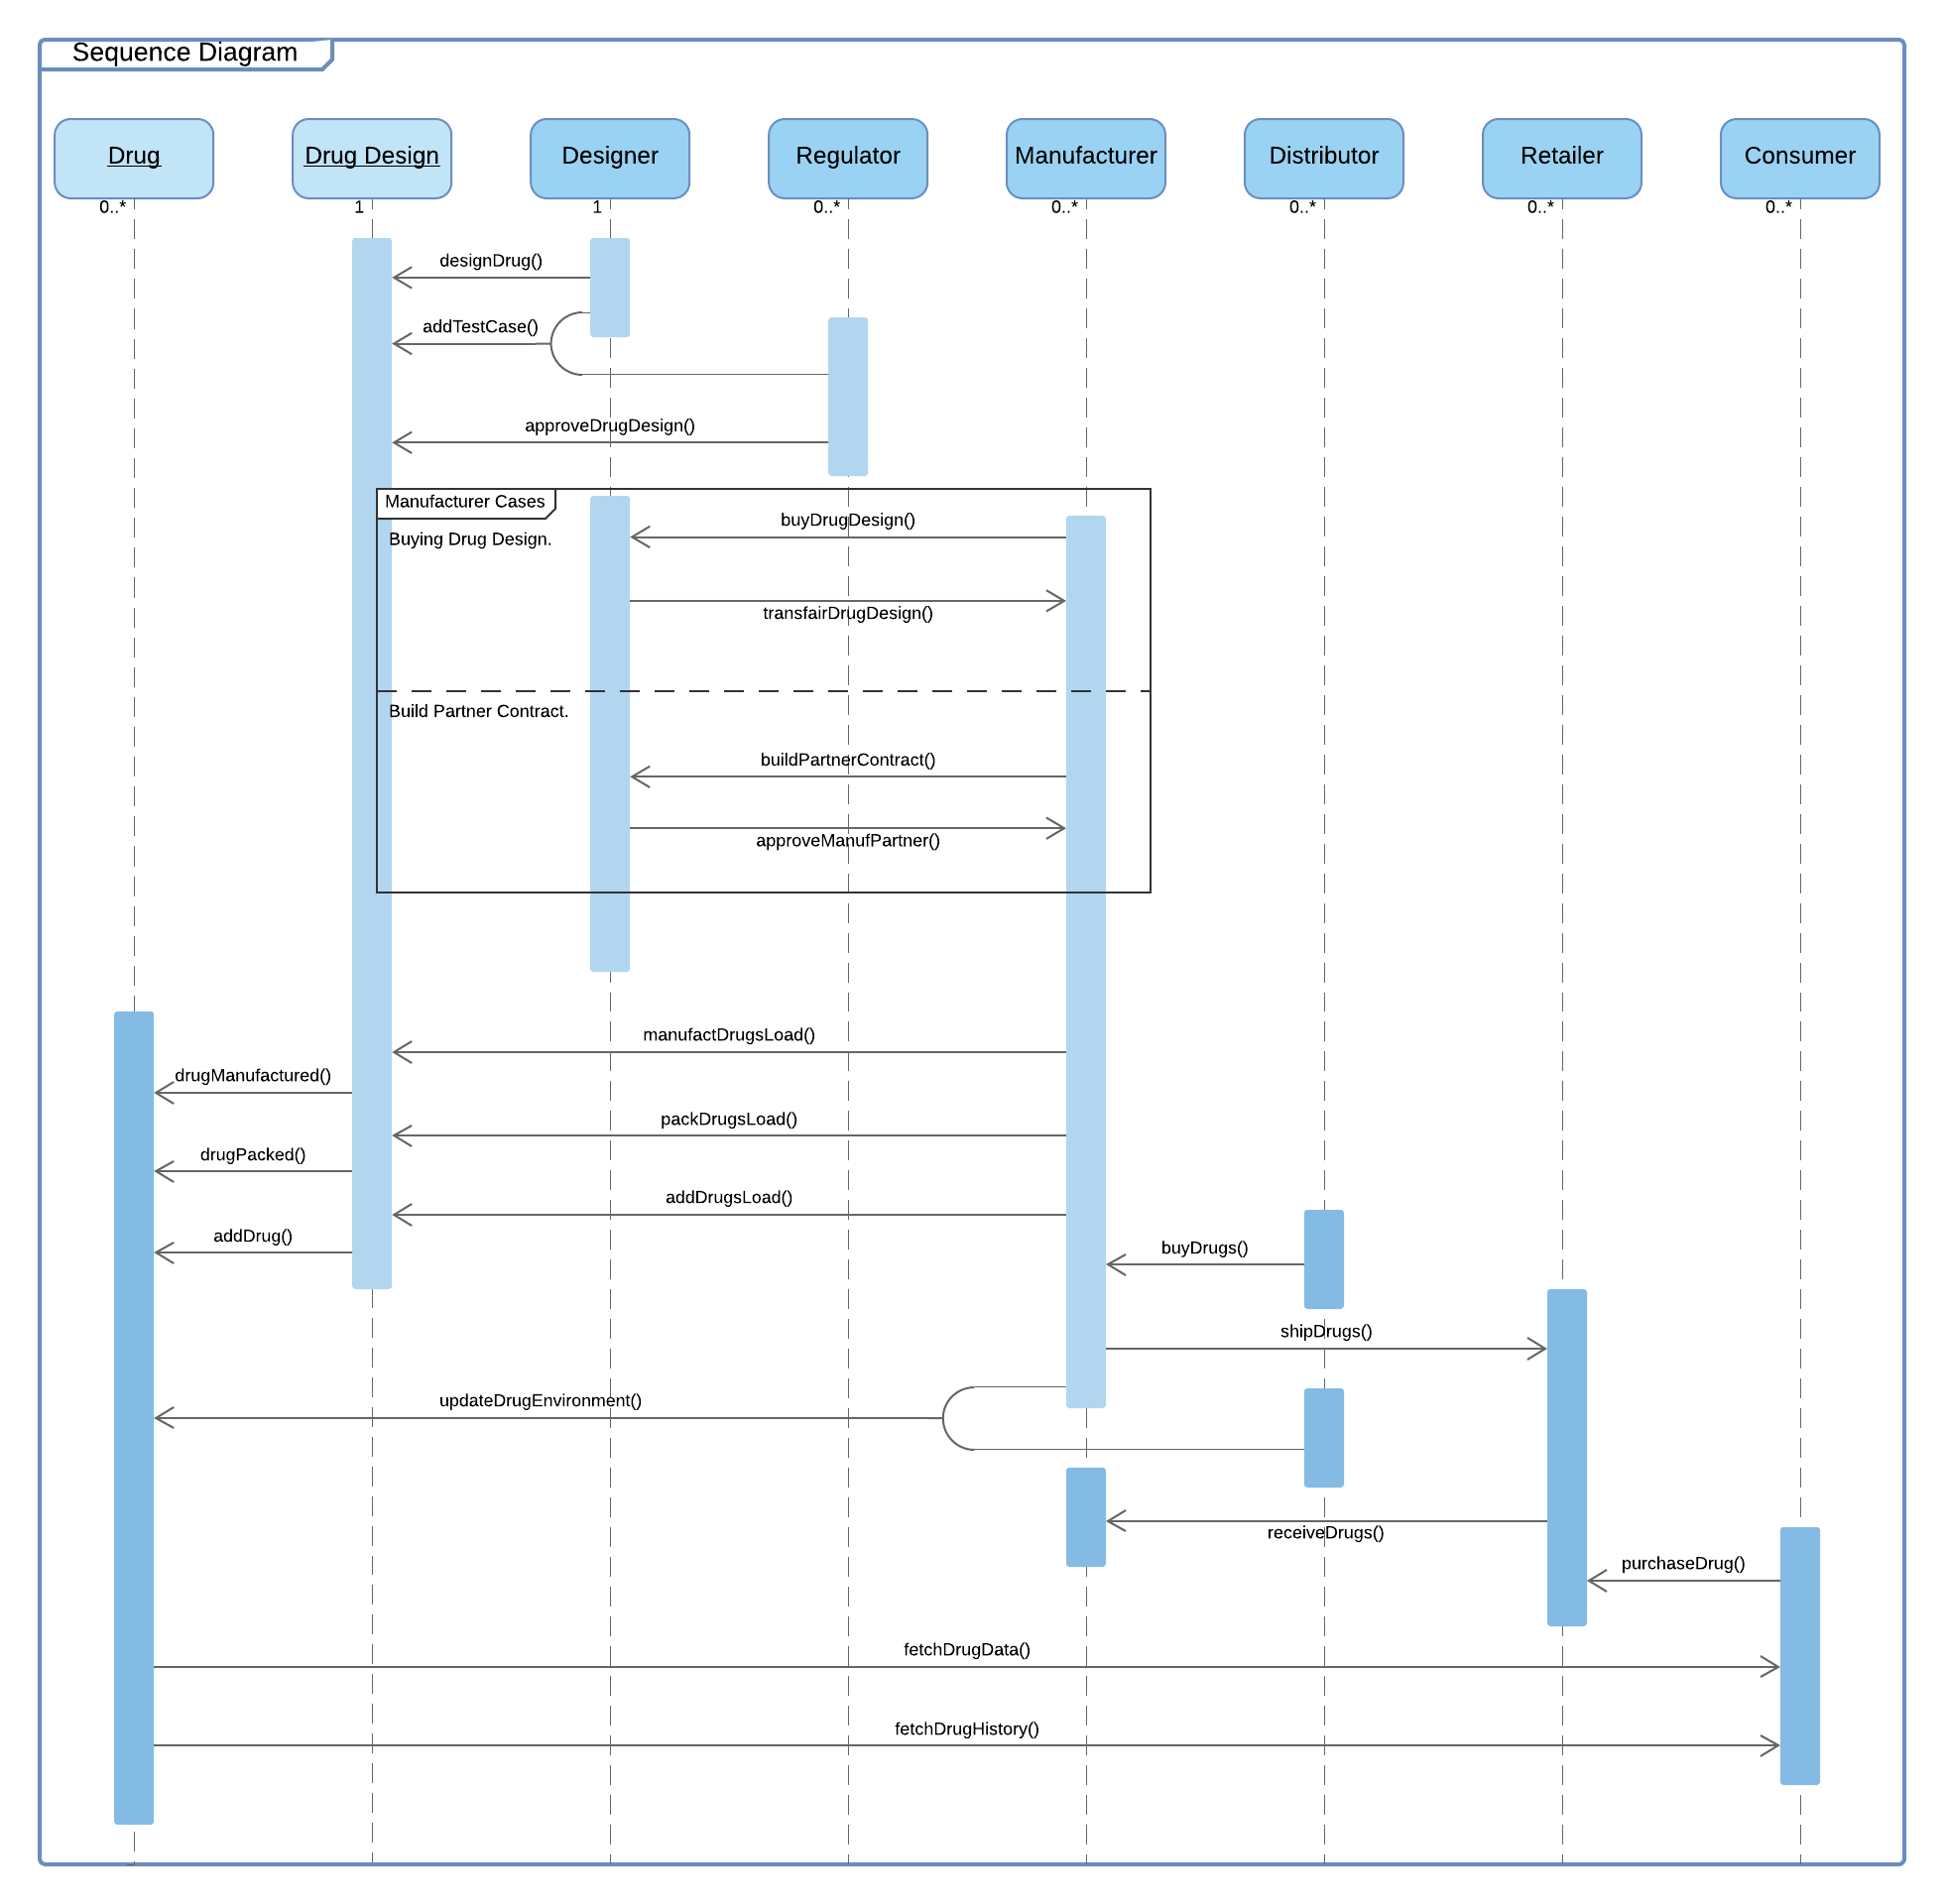 Sequence Diagram
Drug
Drug Design
Designer
Regulator
Manufacturer
Distributor
Retailer
Consumer
0..*
1
1
0..*
0..*
0..*
0..*
0..*
designDrug()
addTestCase()
approveDrugDesign()
Manufacturer Cases
buyDrugDesign()
Buying Drug Design.
transfairDrugDesign()
Build Partner Contract.
buildPartnerContract()
approveManufPartner()
manufactDrugsLoad()
drugManufactured()
packDrugsLoad()
drugPacked()
addDrugsLoad()
addDrug()
buyDrugs()
shipDrugs()
updateDrugEnvironment()
receiveDrugs()
purchaseDrug()
fetchDrugData()
fetchDrugHistory()